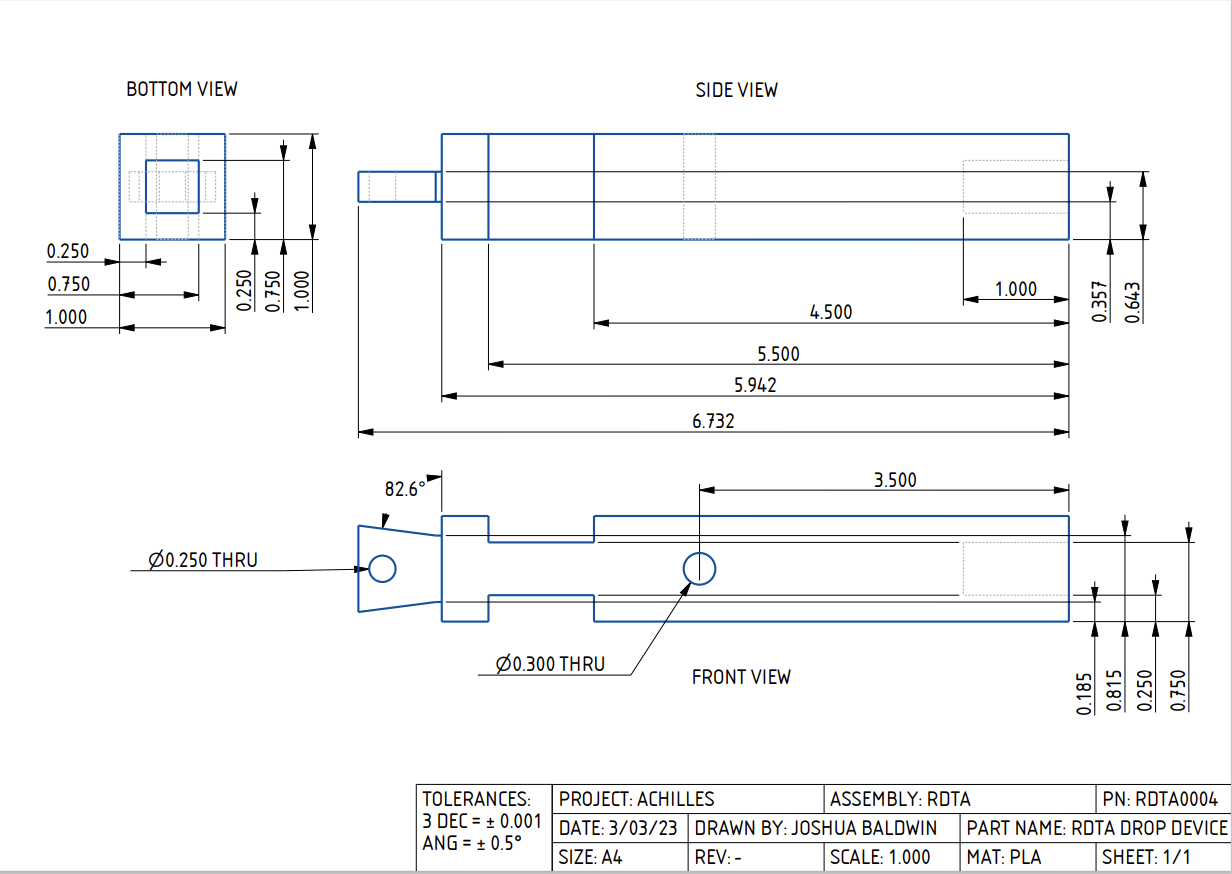 BOTTOM VIEW
SIDE VIEW
0.250
0.750
1.000
0.250
0.750
1.000
1.000
4.500
5.500
5.942
6.732
0.357
0.643
82.6°
3.500
Ø0.250 THRU
Ø0.300 THRU
FRONT VIEW
0.185
0.815
0.250
0.750
TOLERANCES:
3 DEC = ± 0.001
ANG = ± 0.5°
PROJECT: ACHILLES
ASSEMBLY: RDTA
PN: RDTA0004
DATE: 3/03/23
DRAWN BY: JOSHUA BALDWIN
PART NAME: RDTA DROP DEVICE
SIZE: A4
REV: -
SCALE: 1.000
MAT: PLA
SHEET: 1/1